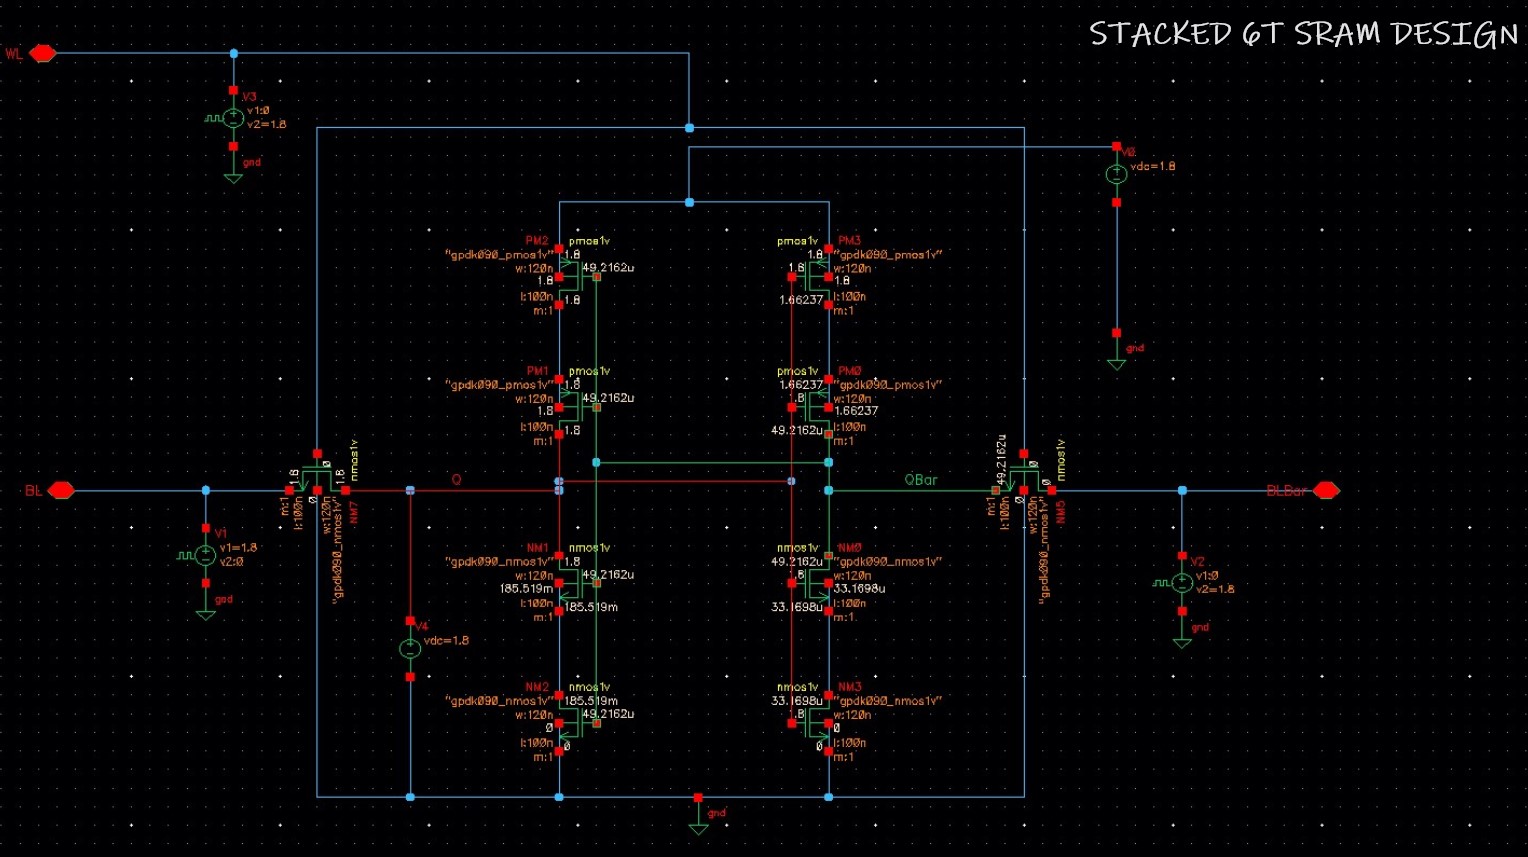 STACKED 6T SRAM DESIGN
WL
V3
v1:0
v2=1.8
gnd
V0
vdc=1.8
gnd
PM2 pmos1v
"gpdk090_pmos1v" 1.8
w:120n 49.2162u
1.8
l:100n 1.8
m:1
pmos1v PM3
1.8 "gpdk090_pmos1v"
w:120n
1.8
1.66237 l:100n
m:1
PM1 pmos1v
"gpdk090_pmos1v" 1.8
w:120n 49.2162u
1.8
l:100n 1.8
m:1
pmos1v PM0
1.66237 "gpdk090_pmos1v"
w:120n
1.66237
49.2162u l:100n
m:1
BL
V1
v1=1.8
v2:0
gnd
1.8
0
1.8
nmos1v
m:1
l:100n
0
w:120n
"gpdk090_nmos1v"
NM7
Q
V4
vdc=1.8
QBar
49.2162u
0
nmos1v
m:1
l:100n
0
w:120n
"gpdk090_nmos1v"
0
NM5
BLBar
V2
v1:0
v2=1.8
gnd
NM1 nmos1v
"gpdk090_nmos1v" 1.8
w:120n 49.2162u
185.519m
l:100n 185.519m
m:1
nmos1v NM0
49.2162u "gpdk090_nmos1v"
w:120n
33.1698u
33.1698u l:100n
m:1
NM2 nmos1v
"gpdk090_nmos1v" 185.519m
w:120n 49.2162u
0
l:100n 0
m:1
nmos1v NM3
33.1698u "gpdk090_nmos1v"
w:120n
0
0 l:100n
m:1
gnd